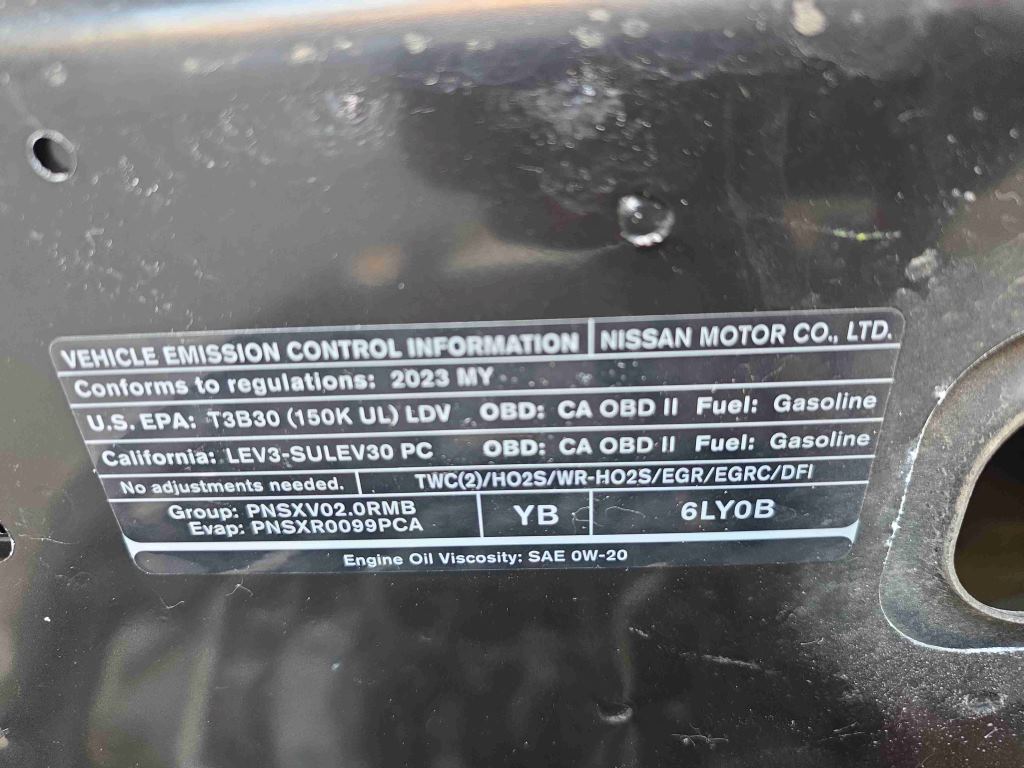 VEHICLE EMISSION CONTROL INFORMATION NISSAN MOTOR CO., LTD.
Conforms to regulations: 2023 MY
U.S. EPA: T3B30 (150K UL) LDV OBD: CA OBD II Fuel: Gasoline
California: LEV3-SULEV30 PC OBD: CA OBD II Fuel: Gasoline
No adjustments needed. TWC(2)/HO2S/WR-HO2S/EGR/EGRC/DFI
Group: PNSXV02.0RMB
Evap: PNSXR0099PCA
YB
6LY0B
Engine Oil Viscosity: SAE 0W-20